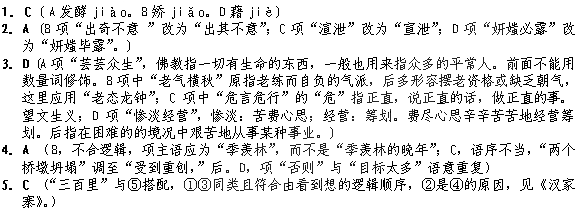 1. C（A发酵 jiào。B矫 jiǎo。D藉 jiè）
2. A（B项“出奇不意 ”改为“出其不意”；C项“渲泄”改为“宣泄”；D项“妍媸必露”改
为“妍媸毕露”。）
3. D（A项“芸芸众生”，佛教指一切有生命的东西，一般也用来指众多的平常人。前面不能用
数量词修饰。B项中“老气横秋”原指老练而自负的气派，后多形容摆老资格或缺乏朝气，
这里应用“老态龙钟”；C项中“危言危行”的“危”指正直，说正直的话，做正直的事。
望文生义；D项“惨淡经营”，惨淡：苦费心思；经营：筹划。费尽心思辛辛苦苦地经营筹
划。后指在困难的的境况中艰苦地从事某种事业。）
4. A （B，不合逻辑，项主语应为“季羡林”，而不是“季羡林的晚年”；C，语序不当，“两个
桥墩坍塌”调至“受到重创，”后。D，项“否则”与“目标太多”语意重复）
5. C （“三百里”与⑤搭配，①③同类且符合由看到想的逻辑顺序，②是④的原因，见《汉家
寨》。）